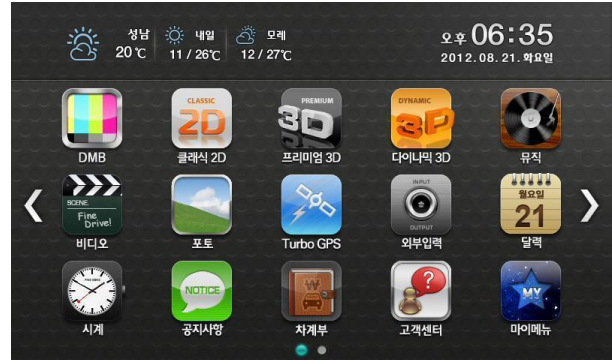 성남
20℃
내일
11 / 26℃
모레
12 / 27℃
오후 06:35
2012. 08. 21. 화요일
DMB
CLASSIC
2D
클래식 2D
PREMIUM
3D
프리미엄 3D
DYNAMIC
3D
다이나믹 3D
뮤직
SCENE.
Fine
Drive!
비디오
포토
Turbo GPS
INPUT
OUTPUT
외부입력
월요일
21
달력
시계
NOTICE
공지사항
W
차계부
?
고객센터
MY
마이메뉴